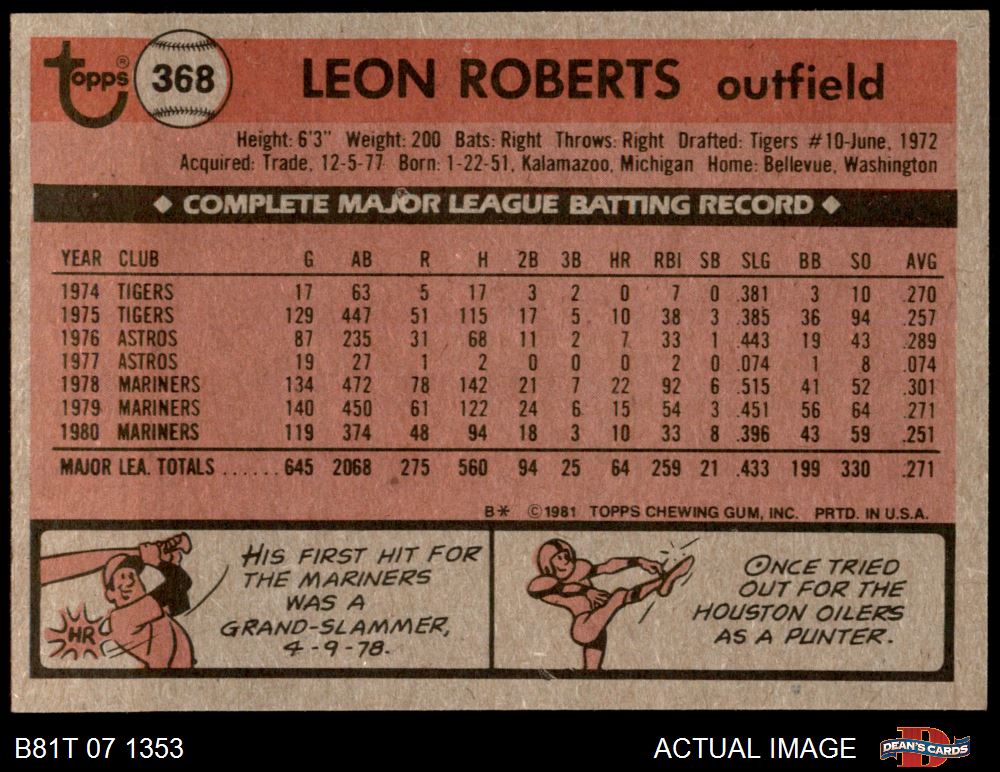 Topps® 368 LEON ROBERTS outfield
Height: 6'3" Weight: 200 Bats: Right Throws: Right Drafted: Tigers #10-June, 1972
Acquired: Trade, 12-5-77 Born: 1-22-51, Kalamazoo, Michigan Home: Bellevue, Washington
◆ COMPLETE MAJOR LEAGUE BATTING RECORD ◆
YEAR CLUB G AB R H 2B 3B HR RBI SB SLG BB SO AVG
1974 TIGERS 17 63 5 17 3 2 0 7 0 .381 3 10 .270
1975 TIGERS 129 447 51 115 17 5 10 38 3 .385 36 94 .257
1976 ASTROS 87 235 31 68 11 2 7 33 1 .443 19 43 .289
1977 ASTROS 19 27 1 2 0 0 0 2 0 .074 1 8 .074
1978 MARINERS 134 472 78 142 21 7 22 92 6 .515 41 52 .301
1979 MARINERS 140 450 61 122 24 6 15 54 3 .451 56 64 .271
1980 MARINERS 119 374 48 94 18 3 10 33 8 .396 43 59 .251
MAJOR LEA. TOTALS ...... 645 2068 275 560 94 25 64 259 21 .433 199 330 .271
B* ©1981 TOPPS CHEWING GUM, INC. PRTD. IN U.S.A.
HIS FIRST HIT FOR
THE MARINERS
WAS A
GRAND-SLAMMER,
4-9-78.
HR
ONCE TRIED
OUT FOR THE
HOUSTON OILERS
AS A PUNTER.
B81T 07 1353 ACTUAL IMAGE D DEAN'S CARDS